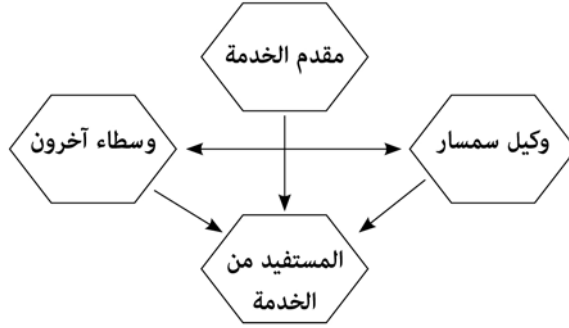 مقدم الخدمة
وكيل سمسار
وسطاء آخرون
المستفيد من
الخدمة